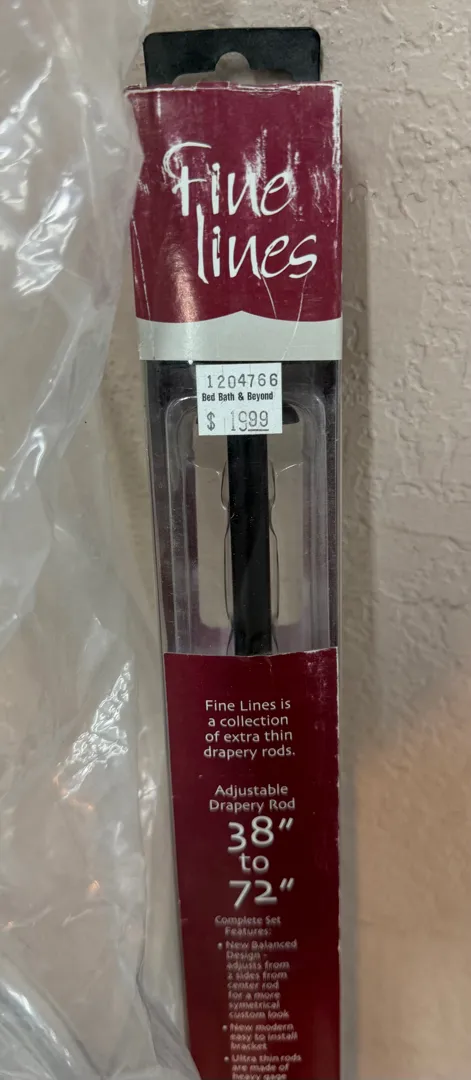 Fine
lines
1204766
Bed Bath & Beyond
$ 1999
Fine Lines is
a collection
of extra thin
drapery rods.
Adjustable
Drapery Rod
38"
to
72"
Complete Set
Features:
• New Balanced
Design -
adjusts from
2 sides from
center rod
for a more
symetrical
custom look
• New modern
easy to install
bracket
• Ultra thin rods
are made of
heavy gage